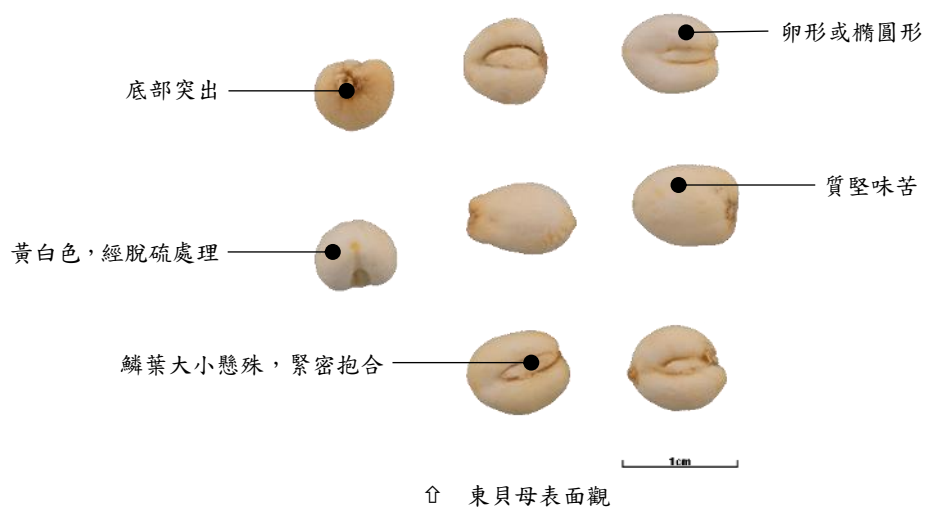 卵形或橢圓形
底部突出
質堅味苦
黃白色，經脫硫處理
鱗葉大小懸殊，緊密抱合
1cm
⇧ 東貝母表面觀